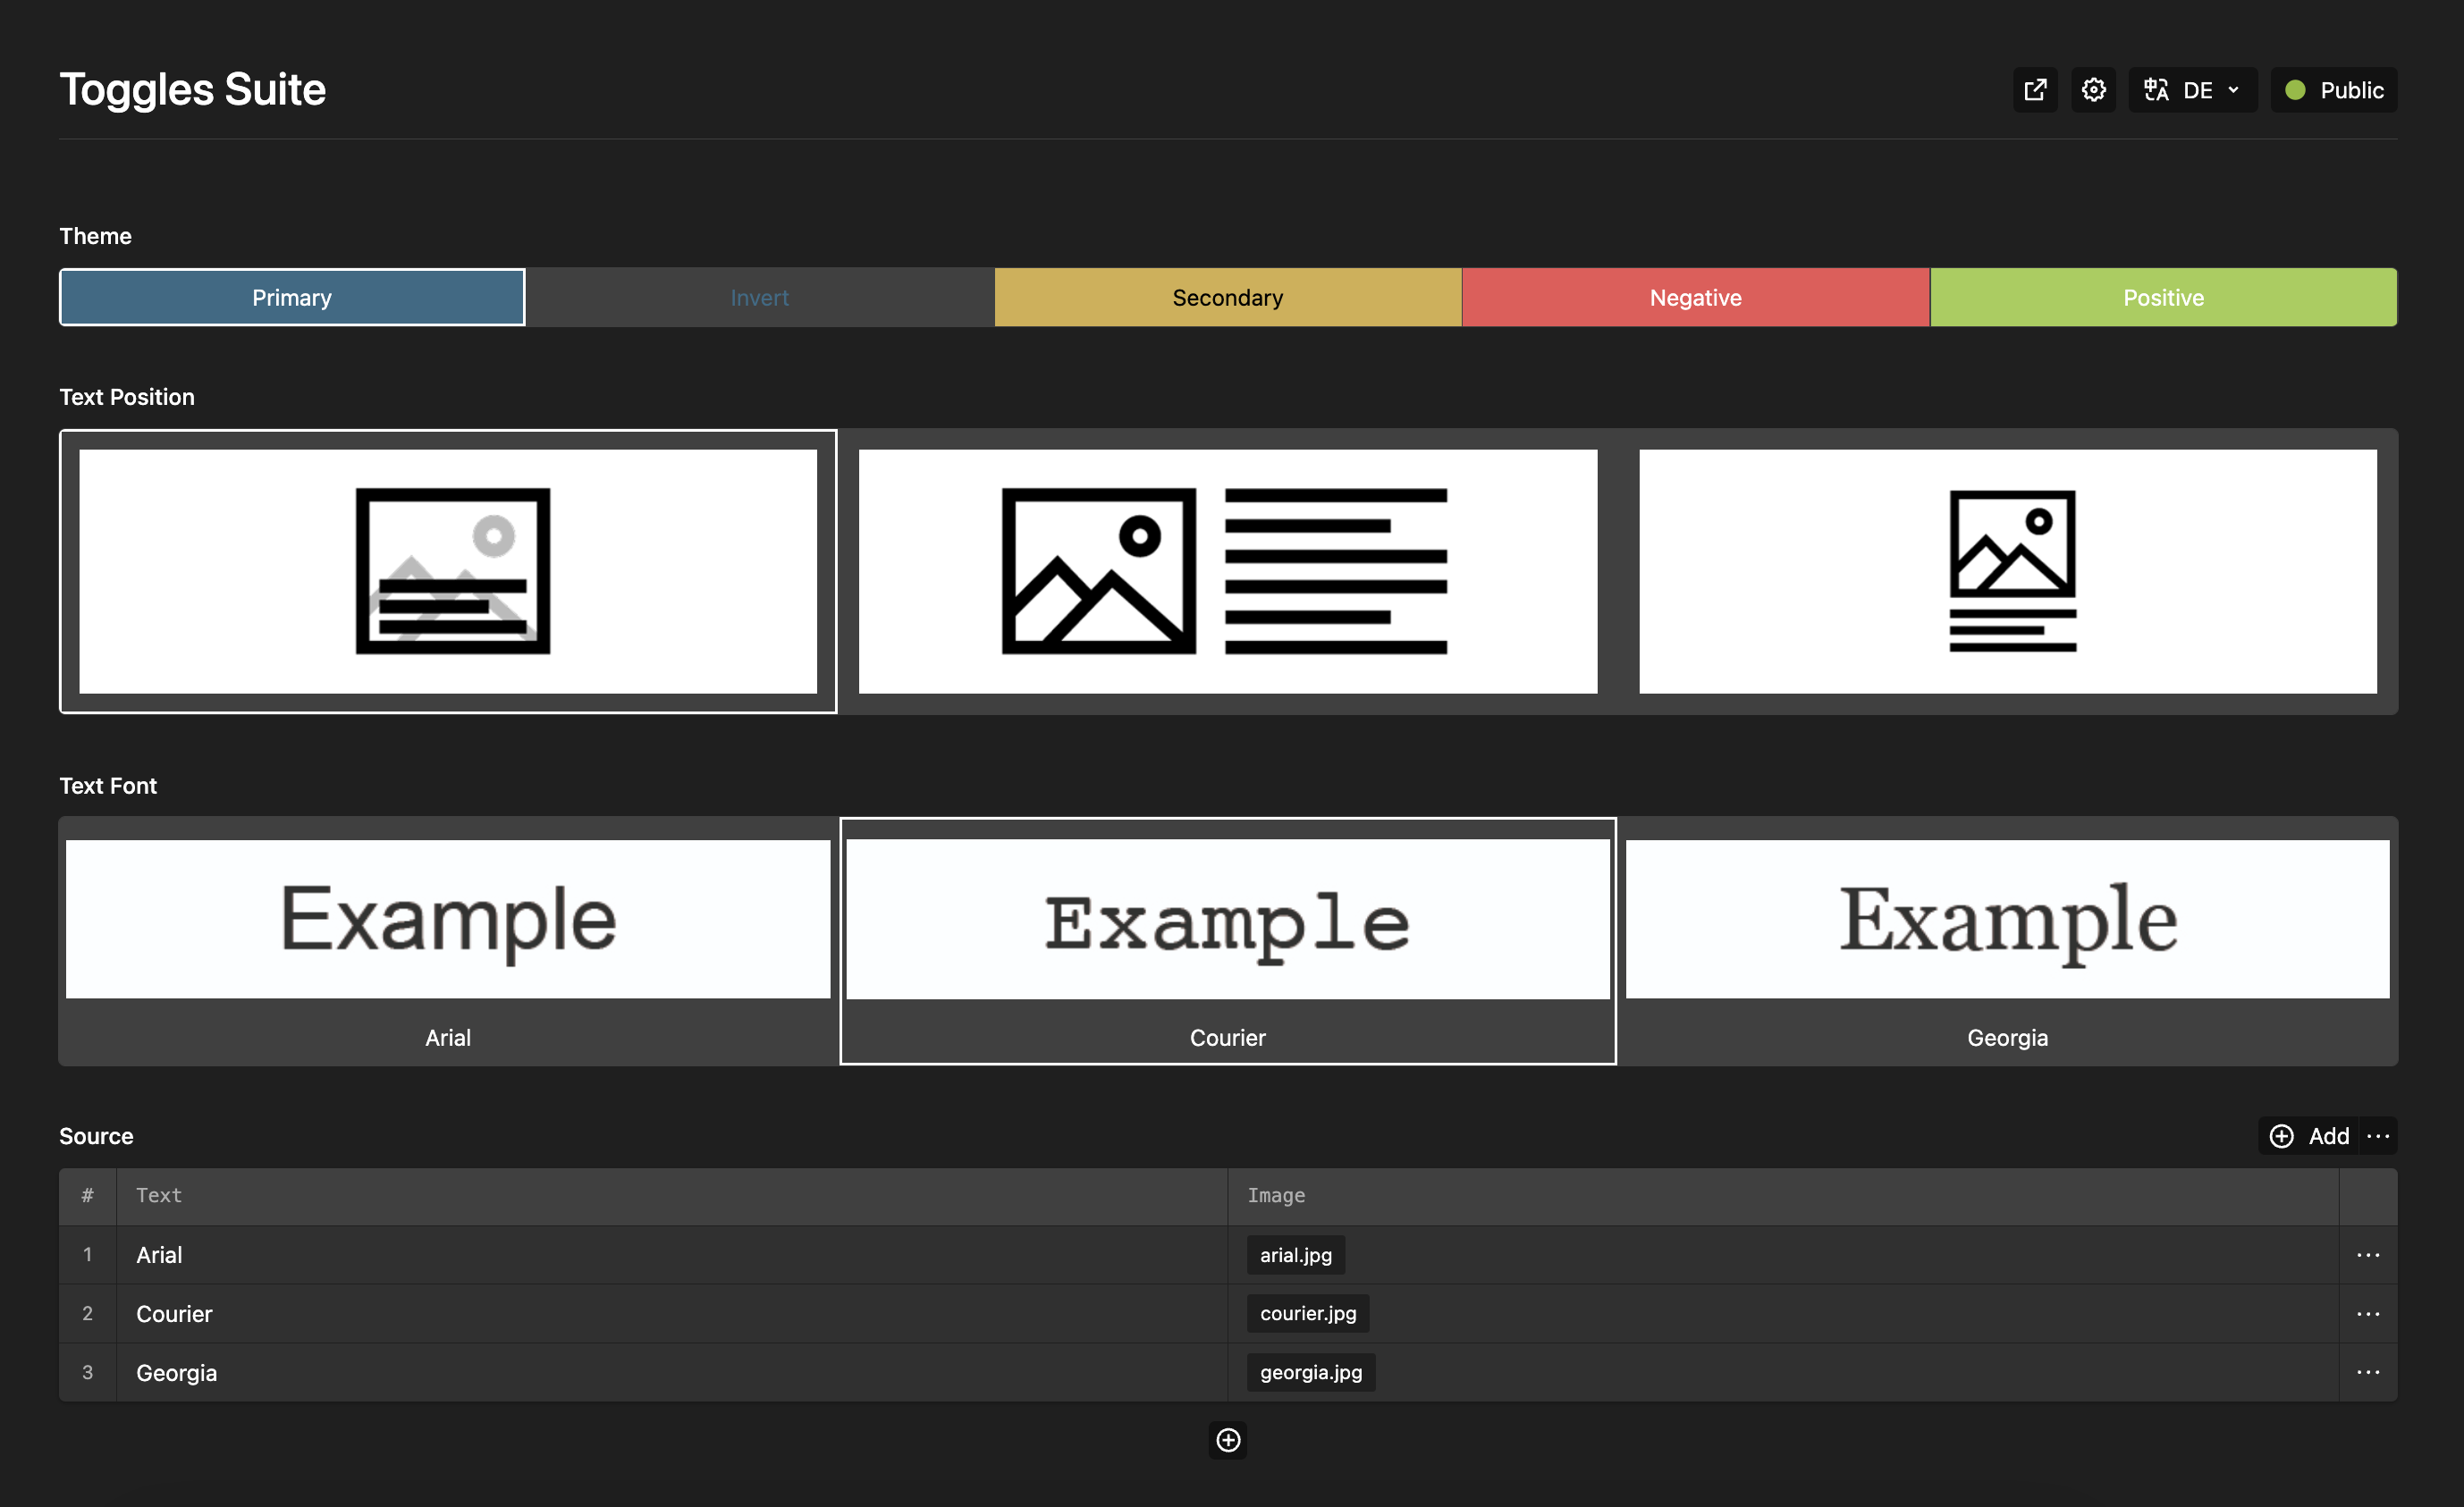 Toggles Suite
DE
Public
Theme
Primary
Invert
Secondary
Negative
Positive
Text Position
Text Font
Example
Example
Example
Arial
Courier
Georgia
Source
Add
# Text Image
1 Arial arial.jpg
2 Courier courier.jpg
3 Georgia georgia.jpg